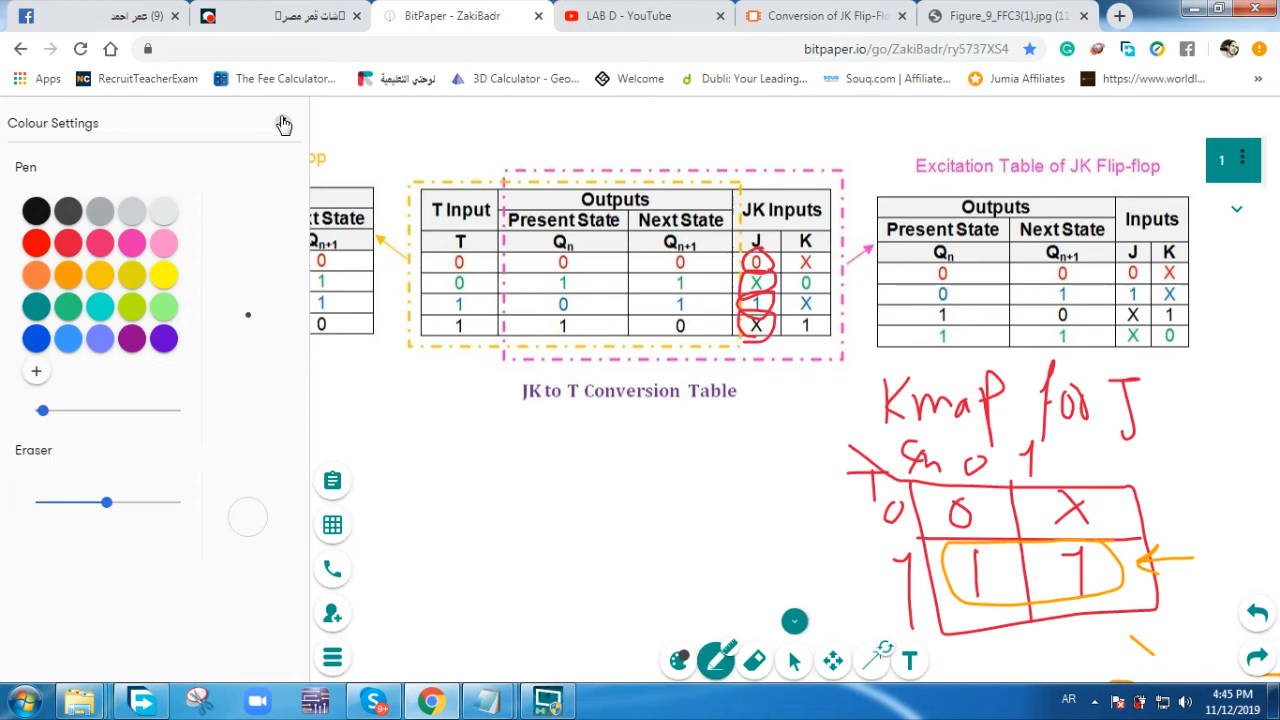 (9) عمر احمد
شات قمر مصر
BitPaper - ZakiBadr
LAB D - YouTube
Conversion of JK Flip-Flo
Figure_9_FFC3(1).jpg (11
bitpaper.io/go/ZakiBadr/ry5737XS4
Apps
RecruitTeacherExam
The Fee Calculator...
لوحتي التعليمية
3D Calculator - Geo...
Welcome
Dubli: Your Leading...
Souq.com | Affiliate...
Jumia Affiliates
https://www.worldl...
»
Colour Settings
Pen
Eraser
op
xt State
Qn+1
0
1
1
0
T Input Outputs JK Inputs
Present State Next State
T Qn Qn+1 J K
0 0 0 0 X
0 1 1 X 0
1 0 1 1 X
1 1 0 X 1
JK to T Conversion Table
Excitation Table of JK Flip-flop
1
Outputs Inputs
Present State Next State
Qn Qn+1 J K
0 0 0 X
0 1 1 X
1 0 X 1
1 1 X 0
Kmap for J
Qn 0 1
T
0 0 X
1 1 1
T
AR
4:45 PM
11/12/2019